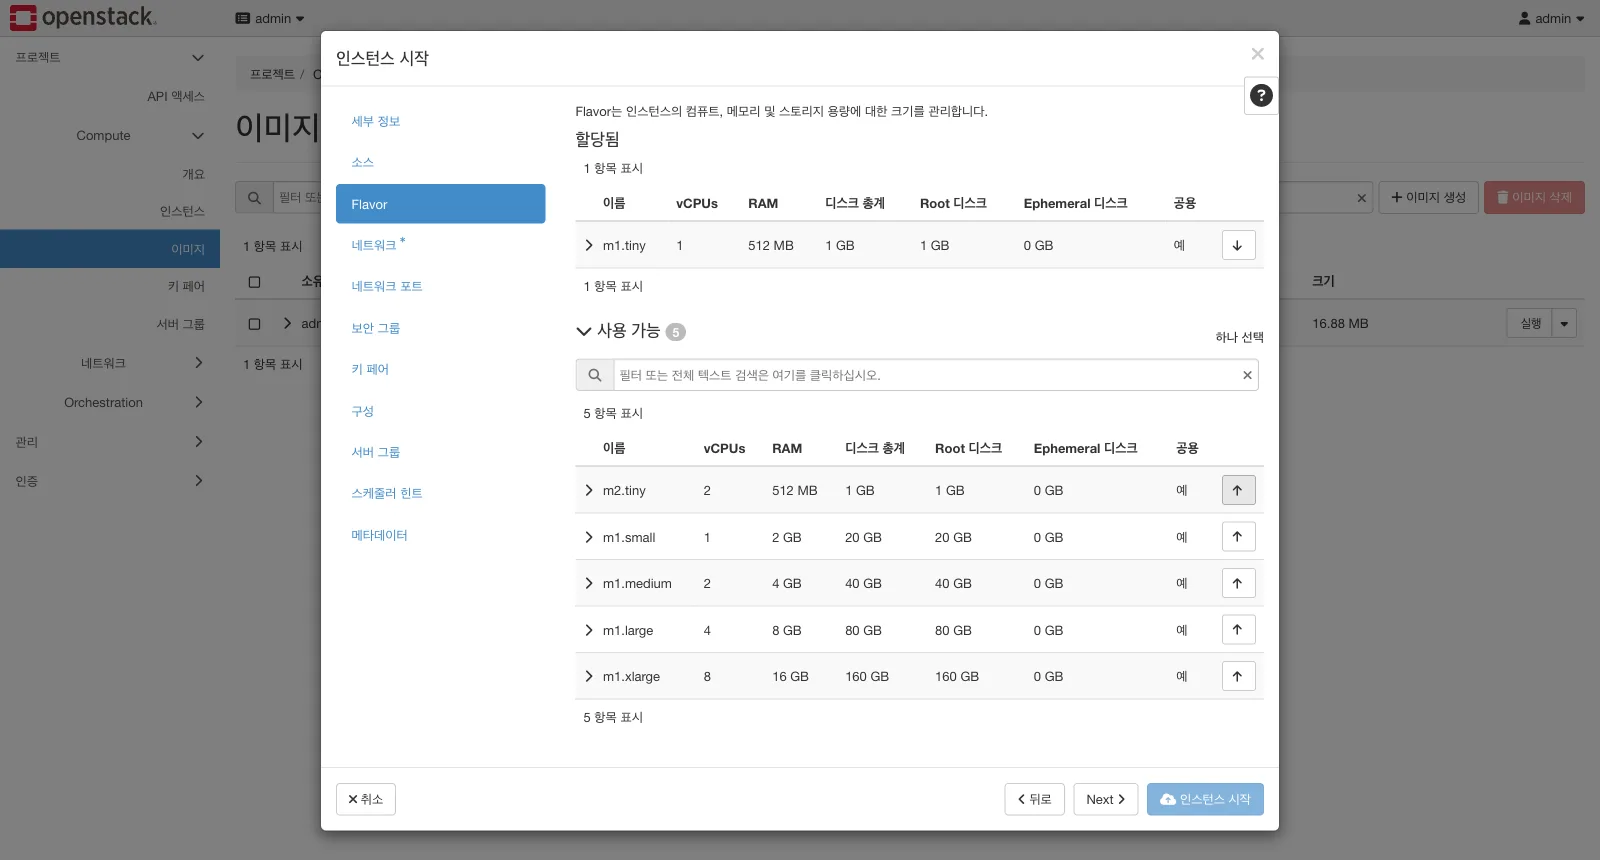 openstack.
admin
admin
프로젝트
API 액세스
Compute
개요
인스턴스
이미지
키 페어
서버 그룹
네트워크
Orchestration
관리
인증
프로젝트 /
이미지
+ 이미지 생성
이미지 삭제
1 항목 표시
크기
16.88 MB
실행
1 항목 표시
인스턴스 시작
세부 정보
소스
Flavor
네트워크 *
네트워크 포트
보안 그룹
키 페어
구성
서버 그룹
스케줄러 힌트
메타데이터
Flavor는 인스턴스의 컴퓨트, 메모리 및 스토리지 용량에 대한 크기를 관리합니다.
할당됨
1 항목 표시
이름 vCPUs RAM 디스크 총계 Root 디스크 Ephemeral 디스크 공용
m1.tiny 1 512 MB 1 GB 1 GB 0 GB 예
1 항목 표시
사용 가능 5
하나 선택
필터 또는 전체 텍스트 검색은 여기를 클릭하십시오.
5 항목 표시
이름 vCPUs RAM 디스크 총계 Root 디스크 Ephemeral 디스크 공용
m2.tiny 2 512 MB 1 GB 1 GB 0 GB 예
m1.small 1 2 GB 20 GB 20 GB 0 GB 예
m1.medium 2 4 GB 40 GB 40 GB 0 GB 예
m1.large 4 8 GB 80 GB 80 GB 0 GB 예
m1.xlarge 8 16 GB 160 GB 160 GB 0 GB 예
5 항목 표시
취소
뒤로
Next
인스턴스 시작